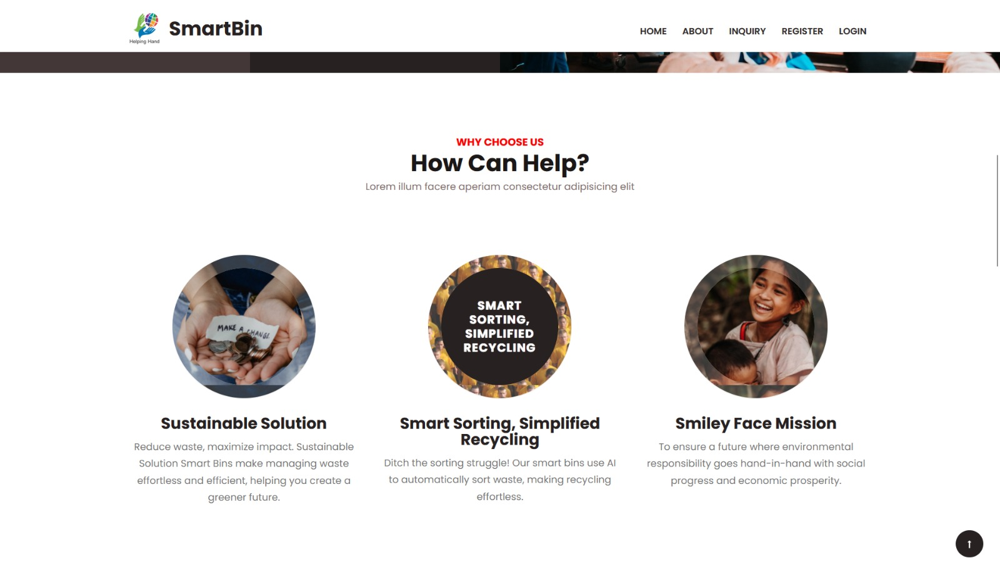 Helping Hand
SmartBin
HOME ABOUT INQUIRY REGISTER LOGIN
WHY CHOOSE US
How Can Help?
Lorem illum facere aperiam consectetur adipisicing elit
MAKE A CHANGE.
SMART
SORTING,
SIMPLIFIED
RECYCLING
Sustainable Solution
Reduce waste, maximize impact. Sustainable
Solution Smart Bins make managing waste
effortless and efficient, helping you create a
greener future.
Smart Sorting, Simplified
Recycling
Ditch the sorting struggle! Our smart bins use AI
to automatically sort waste, making recycling
effortless.
Smiley Face Mission
To ensure a future where environmental
responsibility goes hand-in-hand with social
progress and economic prosperity.